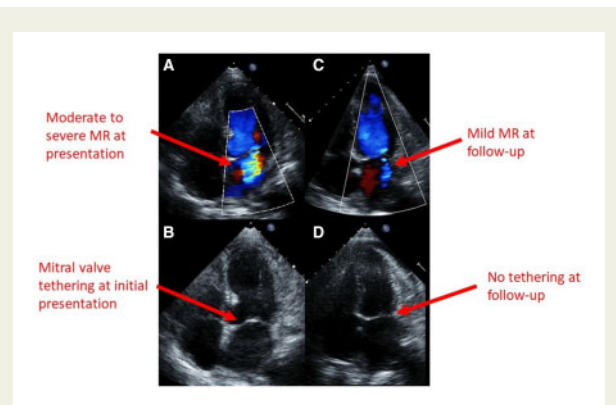 A
C
Moderate to
severe MR at
presentation
Mild MR at
follow-up
B
D
Mitral valve
tethering at initial
presentation
No tethering at
follow-up